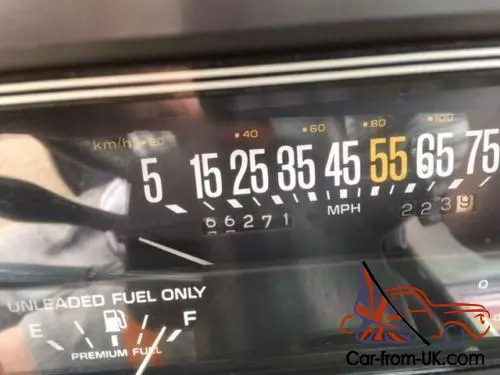 km/h 20 40 60 80 100
5 15 25 35 45 55 65 75
66271 MPH 2239
UNLEADED FUEL ONLY
E F
PREMIUM FUEL
Car-from-UK.com